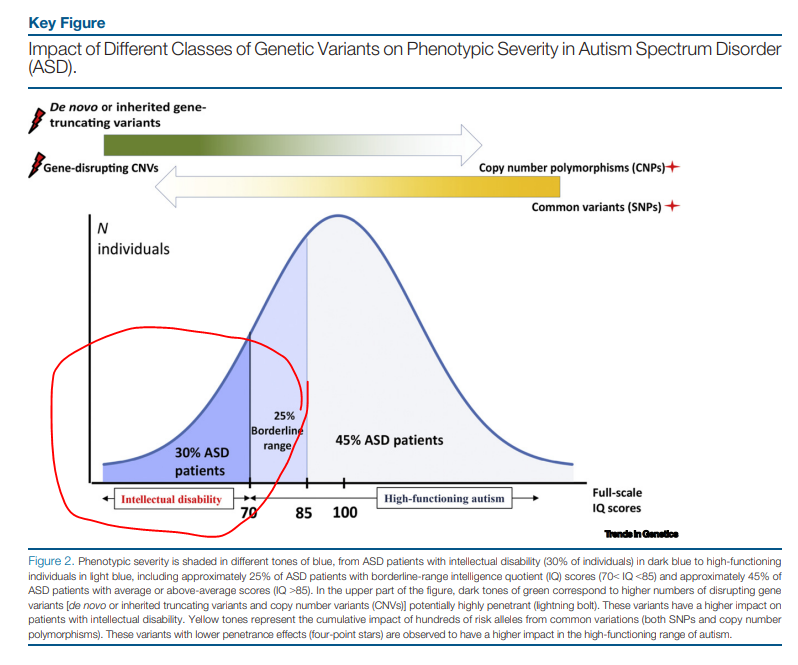 Key Figure
Impact of Different Classes of Genetic Variants on Phenotypic Severity in Autism Spectrum Disorder
(ASD).
De novo or inherited gene-
truncating variants
Gene-disrupting CNVs
Copy number polymorphisms (CNPs)
Common variants (SNPs)
N
individuals
25%
Borderline
range
30% ASD
patients
45% ASD patients
Intellectual disability
High-functioning autism
Full-scale
IQ scores
70 85 100
Trends in Genetics
Figure 2. Phenotypic severity is shaded in different tones of blue, from ASD patients with intellectual disability (30% of individuals) in dark blue to high-functioning
individuals in light blue, including approximately 25% of ASD patients with borderline-range intelligence quotient (IQ) scores (70< IQ <85) and approximately 45% of
ASD patients with average or above-average scores (IQ >85). In the upper part of the figure, dark tones of green correspond to higher numbers of disrupting gene
variants [de novo or inherited truncating variants and copy number variants (CNVs)] potentially highly penetrant (lightning bolt). These variants have a higher impact on
patients with intellectual disability. Yellow tones represent the cumulative impact of hundreds of risk alleles from common variations (both SNPs and copy number
polymorphisms). These variants with lower penetrance effects (four-point stars) are observed to have a higher impact in the high-functioning range of autism.